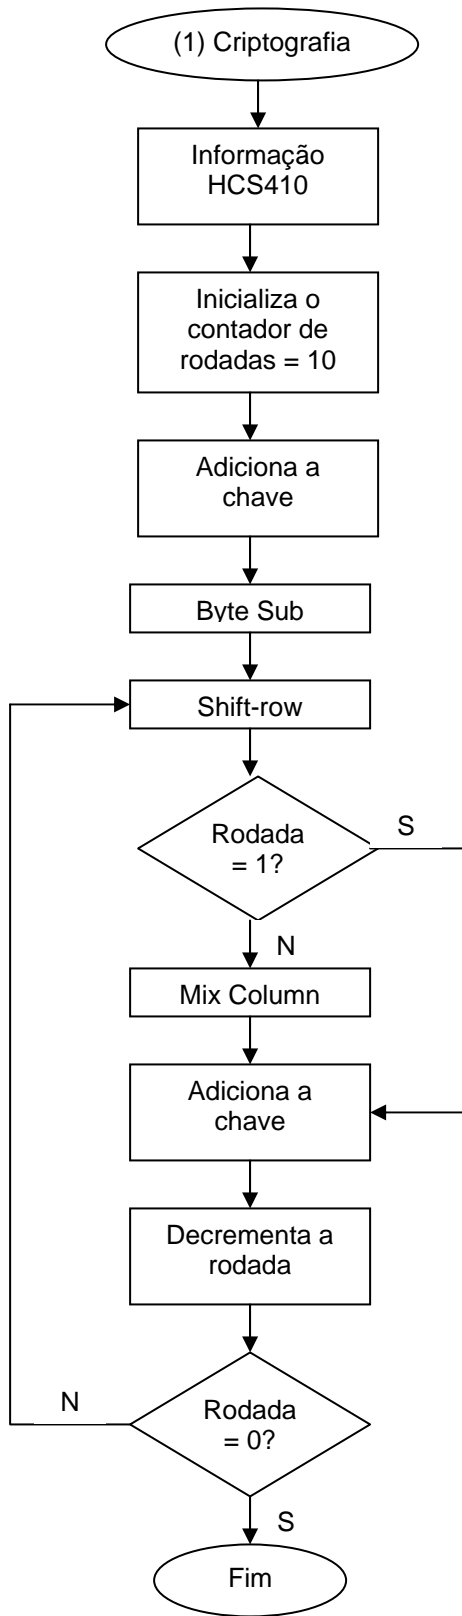 (1) Criptografia
Informação
HCS410
Inicializa o
contador de
rodadas = 10
Adiciona a
chave
Byte Sub
Shift-row
Rodada
= 1?
S
N
Mix Column
Adiciona a
chave
Decrementa a
rodada
N
Rodada
= 0?
S
Fim